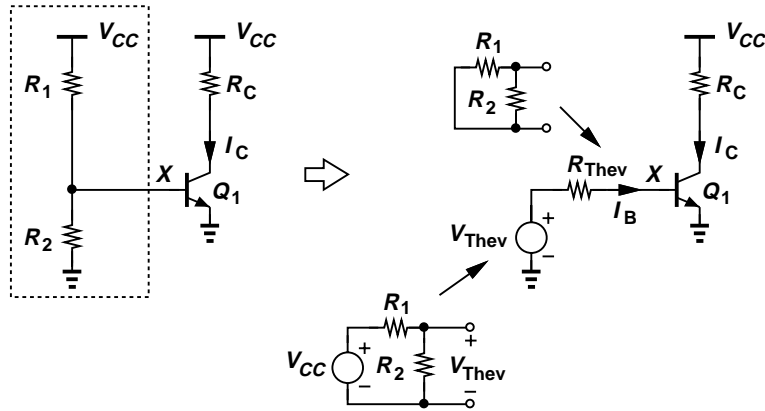 V_CC
V_CC
R_1
R_C
I_C
X
Q_1
R_2
R_1
R_2
V_CC
R_C
I_C
R_Thev
X
Q_1
I_B
V_Thev
+
−
R_1
V_CC
+
−
R_2
+
V_Thev
−